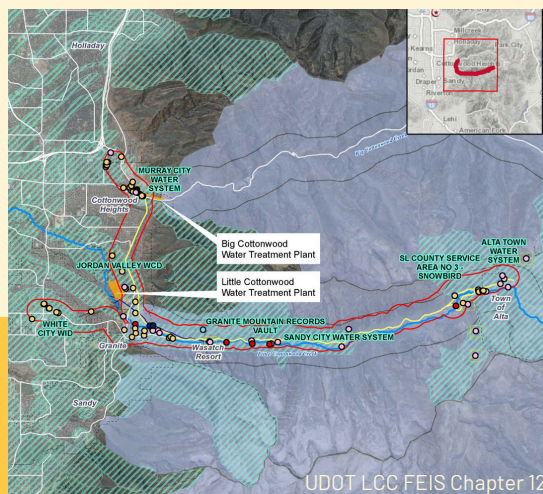 Holladay
MURRAY CITY
WATER
SYSTEM
Cottonwood
Heights
Big Cottonwood Creek
Big Cottonwood
Water Treatment Plant
JORDAN VALLEY WCD
Little Cottonwood
Water Treatment Plant
ALTA TOWN
WATER
SYSTEM
SL COUNTY SERVICE
AREA NO 3 -
SNOWBIRD
Town
of
Alta
GRANITE MOUNTAIN RECORDS
VAULT
SANDY CITY WATER SYSTEM
WHITE
CITY WID
Granite
Wasatch
Resort
Little Cottonwood Creek
Sandy
Millcreek
Holladay
Park City
Kearns
Cottonwood Heights
Jordan
Sandy
Draper
Riverton
Lehi
American Fork
UDOT LCC FEIS Chapter 12